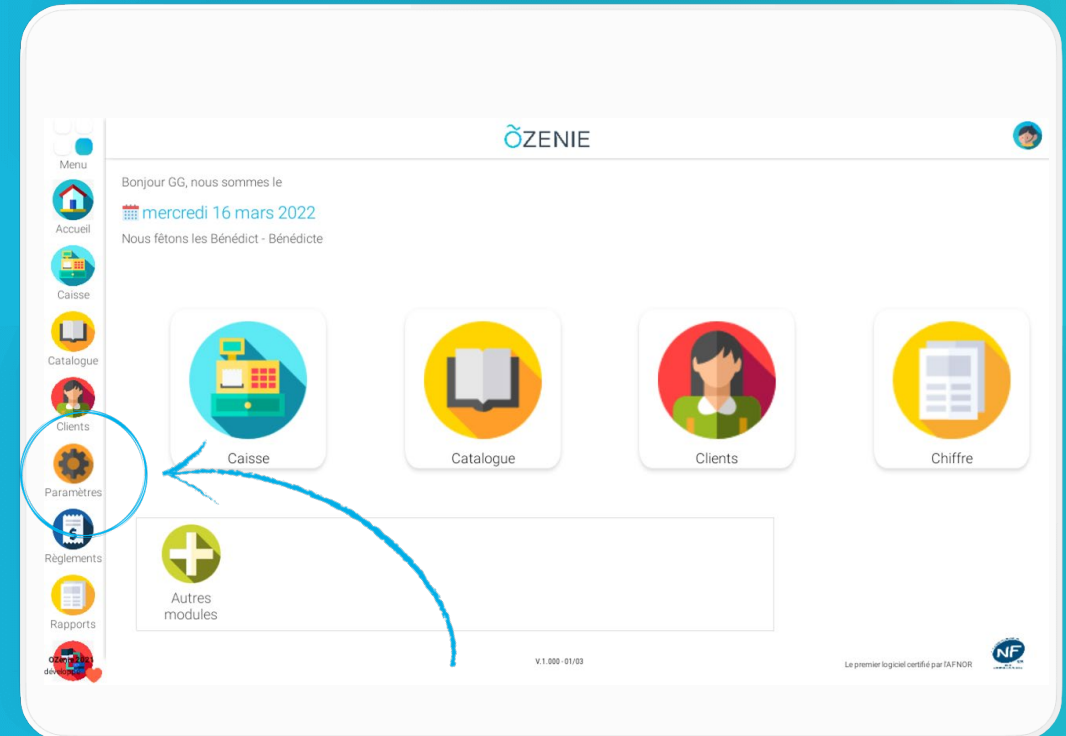 ÕZENIE
Menu
Accueil
Caisse
Catalogue
Clients
Paramètres
Règlements
Rapports
OZenie 2021
Bonjour GG, nous sommes le
mercredi 16 mars 2022
Nous fêtons les Bénédict - Bénédicte
Caisse
Catalogue
Clients
Chiffre
Autres
modules
V.1.000 - 01/03
Le premier logiciel certifié par l'AFNOR
NF